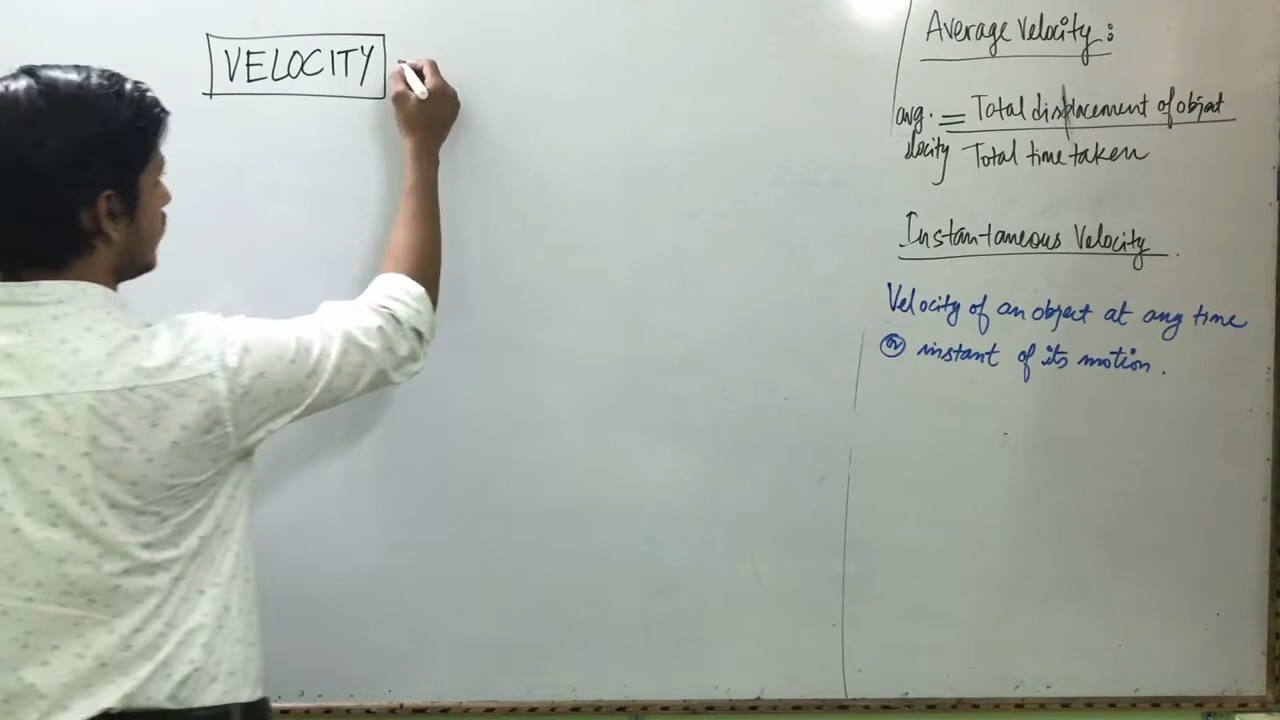 VELOCITY
Average Velocity :
avg. = Total displacement of object
locity Total time taken
Instantaneous Velocity
Velocity of an object at any time
or instant of its motion.